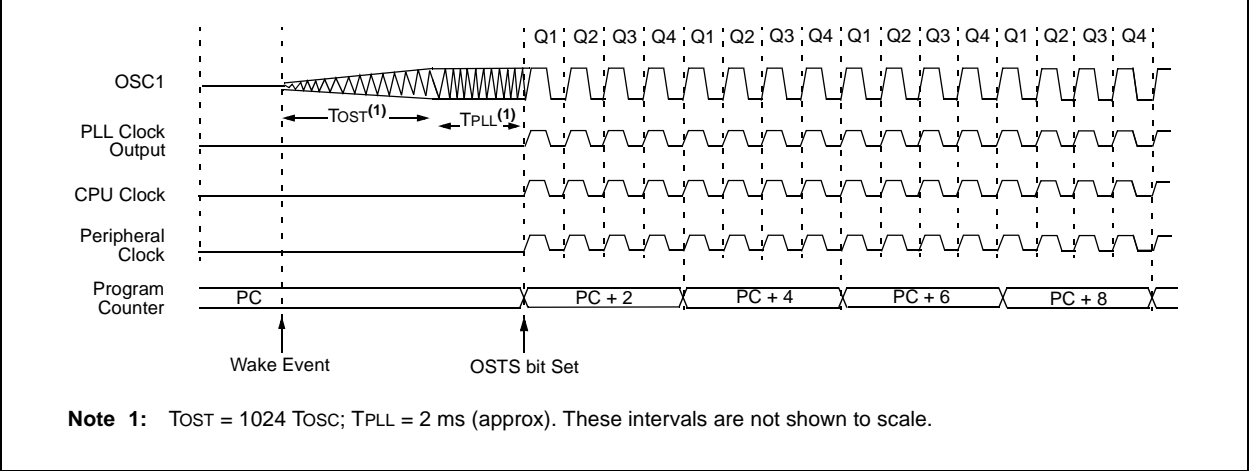 Q1 Q2 Q3 Q4 Q1 Q2 Q3 Q4 Q1 Q2 Q3 Q4 Q1 Q2 Q3 Q4
OSC1
TOST(1) TPLL(1)
PLL Clock
Output
CPU Clock
Peripheral
Clock
Program
Counter
PC PC + 2 PC + 4 PC + 6 PC + 8
Wake Event OSTS bit Set
Note 1: TOST = 1024 TOSC; TPLL = 2 ms (approx). These intervals are not shown to scale.